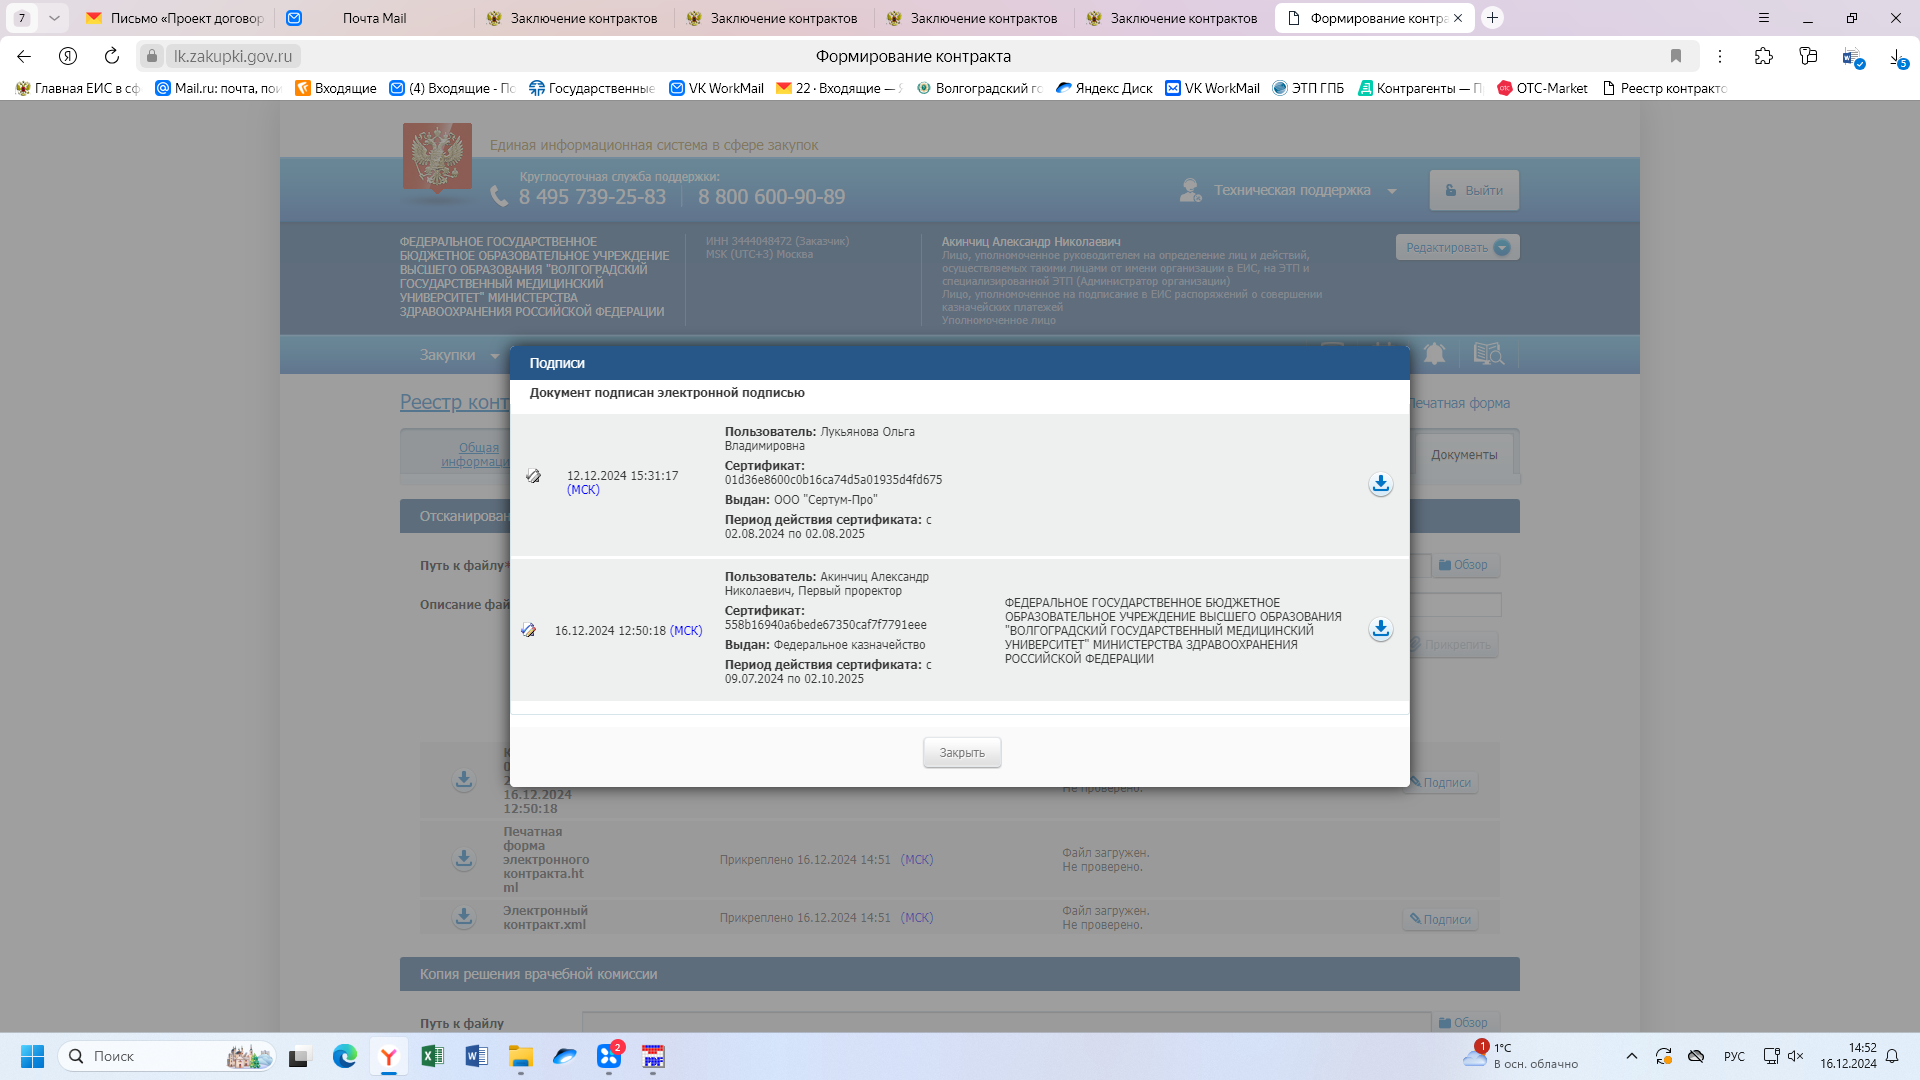 7
Письмо «Проект договор
Почта Mail
Заключение контрактов
Заключение контрактов
Заключение контрактов
Заключение контрактов
Формирование контра
lk.zakupki.gov.ru
Формирование контракта
5
Главная ЕИС в сф
Mail.ru: почта, пои
Входящие
(4) Входящие - По
Государственные
VK WorkMail
22 · Входящие — Я
Волгоградский го
Яндекс Диск
VK WorkMail
ЭТП ГПБ
Контрагенты — П
ОТС-Market
Реестр контракто
Единая информационная система в сфере закупок
Круглосуточная служба поддержки:
8 495 739-25-83
8 800 600-90-89
Техническая поддержка
Выйти
ФЕДЕРАЛЬНОЕ ГОСУДАРСТВЕННОЕ
БЮДЖЕТНОЕ ОБРАЗОВАТЕЛЬНОЕ УЧРЕЖДЕНИЕ
ВЫСШЕГО ОБРАЗОВАНИЯ "ВОЛГОГРАДСКИЙ
ГОСУДАРСТВЕННЫЙ МЕДИЦИНСКИЙ
УНИВЕРСИТЕТ" МИНИСТЕРСТВА
ЗДРАВООХРАНЕНИЯ РОССИЙСКОЙ ФЕДЕРАЦИИ
ИНН 3444048472 (Заказчик)
MSK (UTC+3) Москва
Акинчиц Александр Николаевич
Лицо, уполномоченное руководителем на определение лиц и действий,
осуществляемых такими лицами от имени организации в ЕИС, на ЭТП и
специализированной ЭТП (Администратор организации)
Лицо, уполномоченное на подписание в ЕИС распоряжений о совершении
казначейских платежей
Уполномоченное лицо
Редактировать
Закупки
Реестр конт
Печатная форма
Общая
информаци
Документы
Отсканирован
Путь к файлу*
Обзор
Описание фай
Прикрепить
Подписи
Документ подписан электронной подписью
12.12.2024 15:31:17
(МСК)
Пользователь: Лукьянова Ольга
Владимировна
Сертификат:
01d36e8600c0b16ca74d5a01935d4fd675
Выдан: ООО "Сертум-Про"
Период действия сертификата: с
02.08.2024 по 02.08.2025
16.12.2024 12:50:18 (МСК)
Пользователь: Акинчиц Александр
Николаевич, Первый проректор
Сертификат:
558b16940a6bede67350caf7f7791eee
Выдан: Федеральное казначейство
Период действия сертификата: с
09.07.2024 по 02.10.2025
ФЕДЕРАЛЬНОЕ ГОСУДАРСТВЕННОЕ БЮДЖЕТНОЕ
ОБРАЗОВАТЕЛЬНОЕ УЧРЕЖДЕНИЕ ВЫСШЕГО ОБРАЗОВАНИЯ
"ВОЛГОГРАДСКИЙ ГОСУДАРСТВЕННЫЙ МЕДИЦИНСКИЙ
УНИВЕРСИТЕТ" МИНИСТЕРСТВА ЗДРАВООХРАНЕНИЯ
РОССИЙСКОЙ ФЕДЕРАЦИИ
Закрыть
16.12.2024
12:50:18
Не проверено.
Подписи
Печатная
форма
электронного
контракта.ht
ml
Прикреплено 16.12.2024 14:51 (МСК)
Файл загружен.
Не проверено.
Электронный
контракт.xml
Прикреплено 16.12.2024 14:51 (МСК)
Файл загружен.
Не проверено.
Подписи
Копия решения врачебной комиссии
Путь к файлу
Обзор
Поиск
2
PDF
1
1°C
В осн. облачно
РУС
14:52
16.12.2024